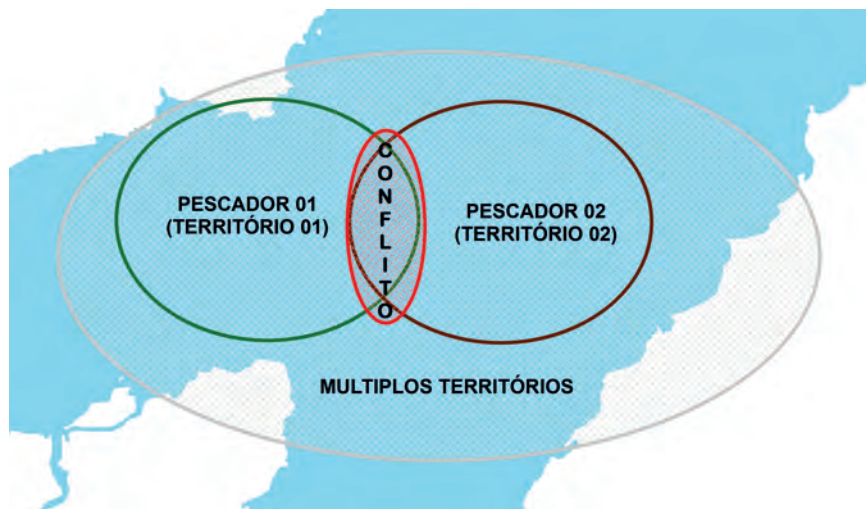 PESCADOR 01
(TERRITÓRIO 01)
CONFLITO
PESCADOR 02
(TERRITÓRIO 02)
MULTIPLOS TERRITÓRIOS